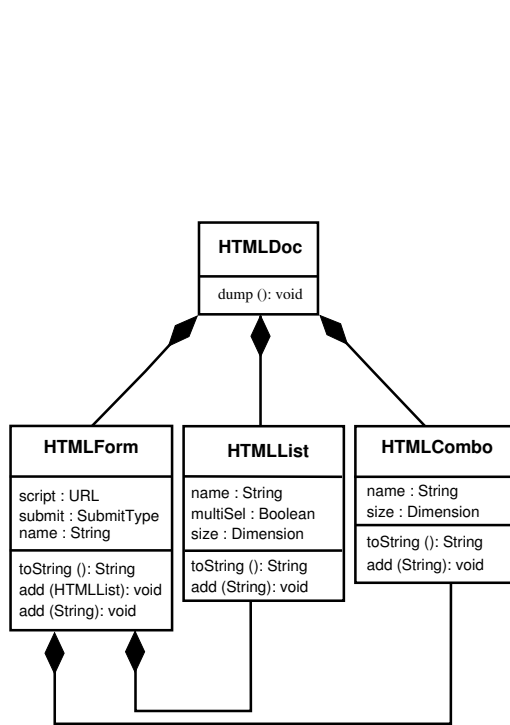 HTMLDoc
dump (): void
HTMLForm
script : URL
submit : SubmitType
name : String
toString (): String
add (HTMLList): void
add (String): void
HTMLList
name : String
multiSel : Boolean
size : Dimension
toString (): String
add (String): void
HTMLCombo
name : String
size : Dimension
toString (): String
add (String): void